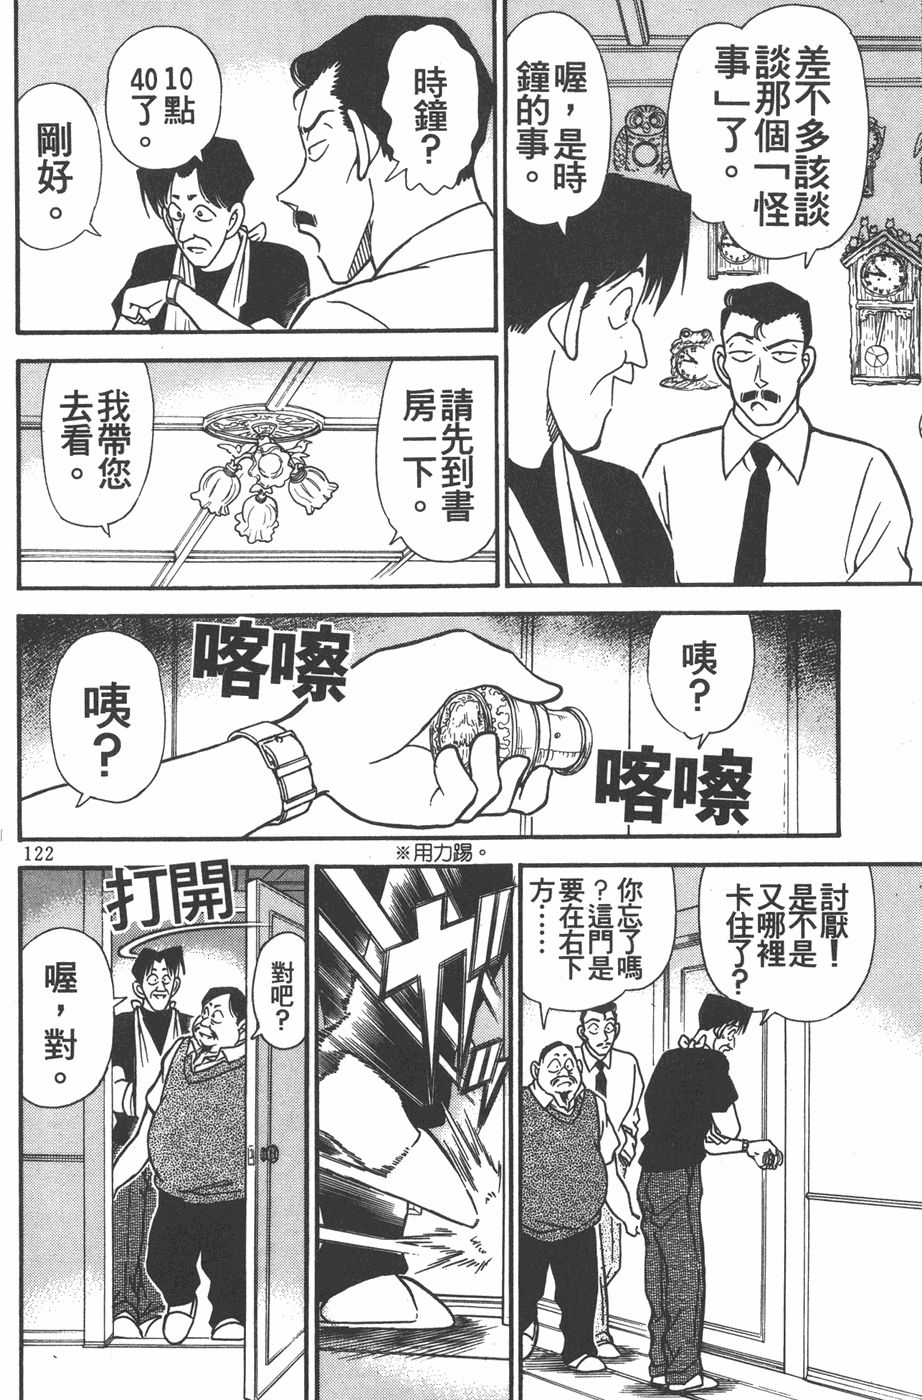 差不多該談
談那個「怪
事」了。
喔，是時
鐘的事。
時鐘？
10點
40了。
剛好。
請先到書
房一下。
我帶您
去看。
咦？
喀嚓
喀嚓
咦？
122
※用力踢。
討厭！
是不是
又哪裡
卡住了？
你忘了嗎
？這門是
要在右下
方……
對吧？
打開
喔，對。